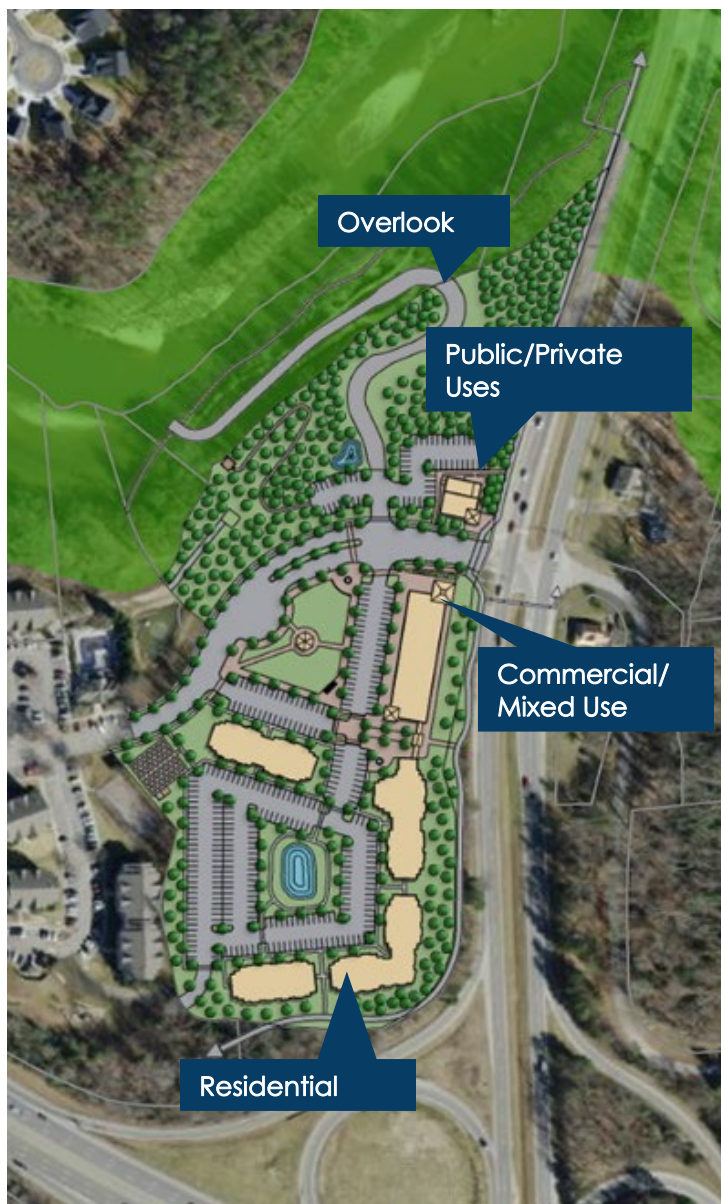 Overlook
Public/Private
Uses
Commercial/
Mixed Use
Residential